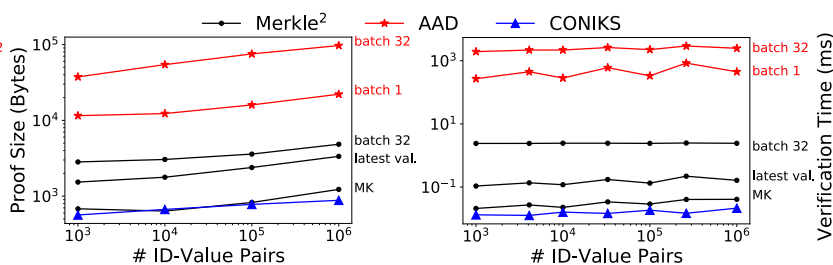 Merkle² AAD CONIKS
%
Proof Size (Bytes)
10⁵
10⁴
10³
batch 32
batch 1
batch 32
latest val.
MK
10³ 10⁴ 10⁵ 10⁶
# ID-Value Pairs
10³
10¹
10⁻¹
batch 32
batch 1
batch 32
latest val.
MK
10³ 10⁴ 10⁵ 10⁶
# ID-Value Pairs
Verification Time (ms)